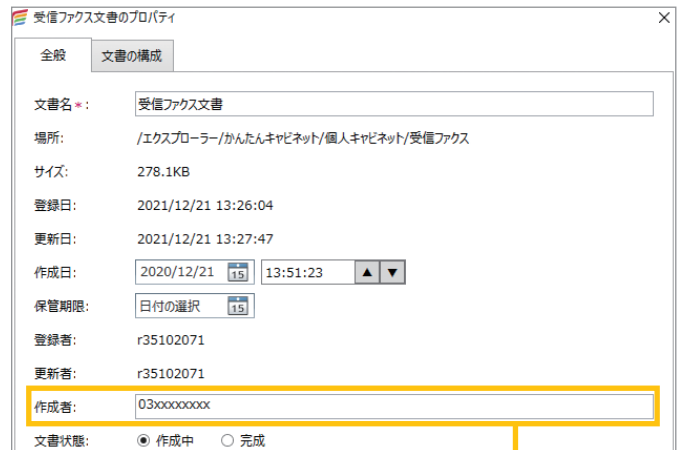 受信ファクス文書のプロパティ
全般 文書の構成
文書名*: 受信ファクス文書
場所: /エクスプローラー/かんたんキャビネット/個人キャビネット/受信ファクス
サイズ: 278.1KB
登録日: 2021/12/21 13:26:04
更新日: 2021/12/21 13:27:47
作成日: 2020/12/21 15 13:51:23 ▲ ▼
保管期限: 日付の選択 15
登録者: r35102071
更新者: r35102071
作成者: 03xxxxxxxx
文書状態: 作成中 完成